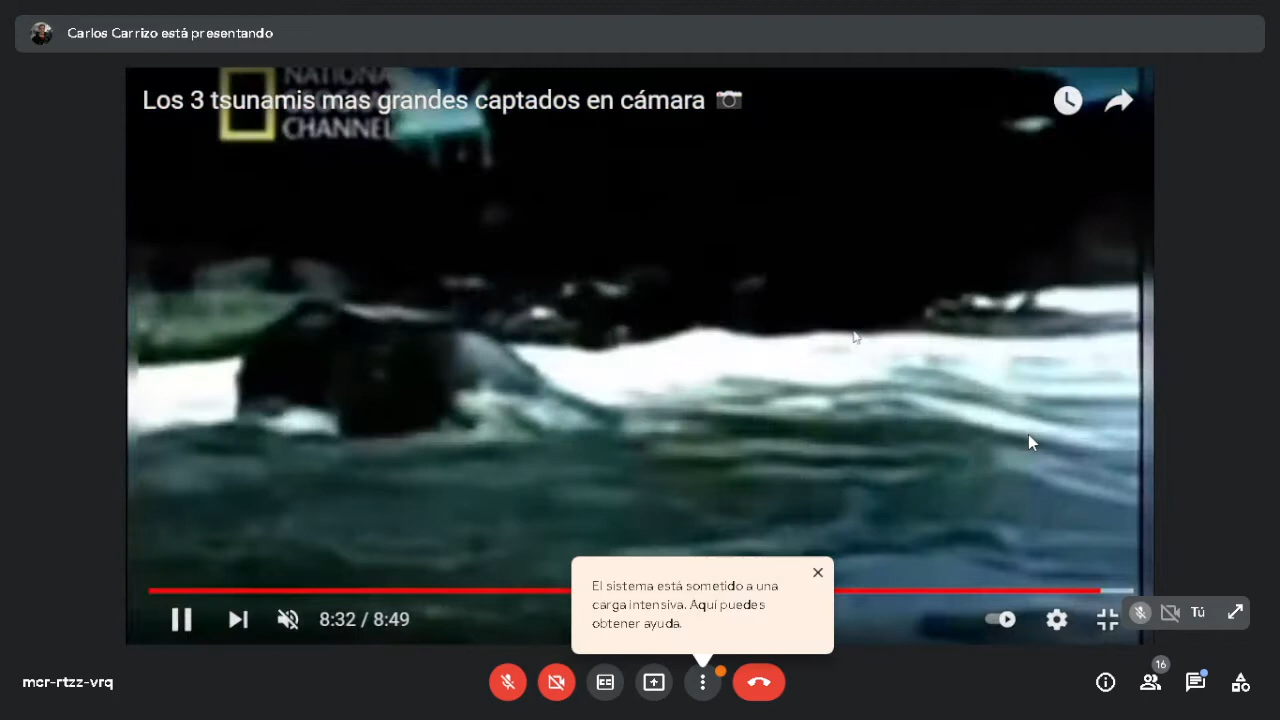 Carlos Carrizo está presentando
NATIONAL
GEOGRAPHIC
CHANNEL
Los 3 tsunamis mas grandes captados en cámara
El sistema está sometido a una
carga intensiva. Aquí puedes
obtener ayuda.
8:32 / 8:49
Tú
mcr-rtzz-vrq
16